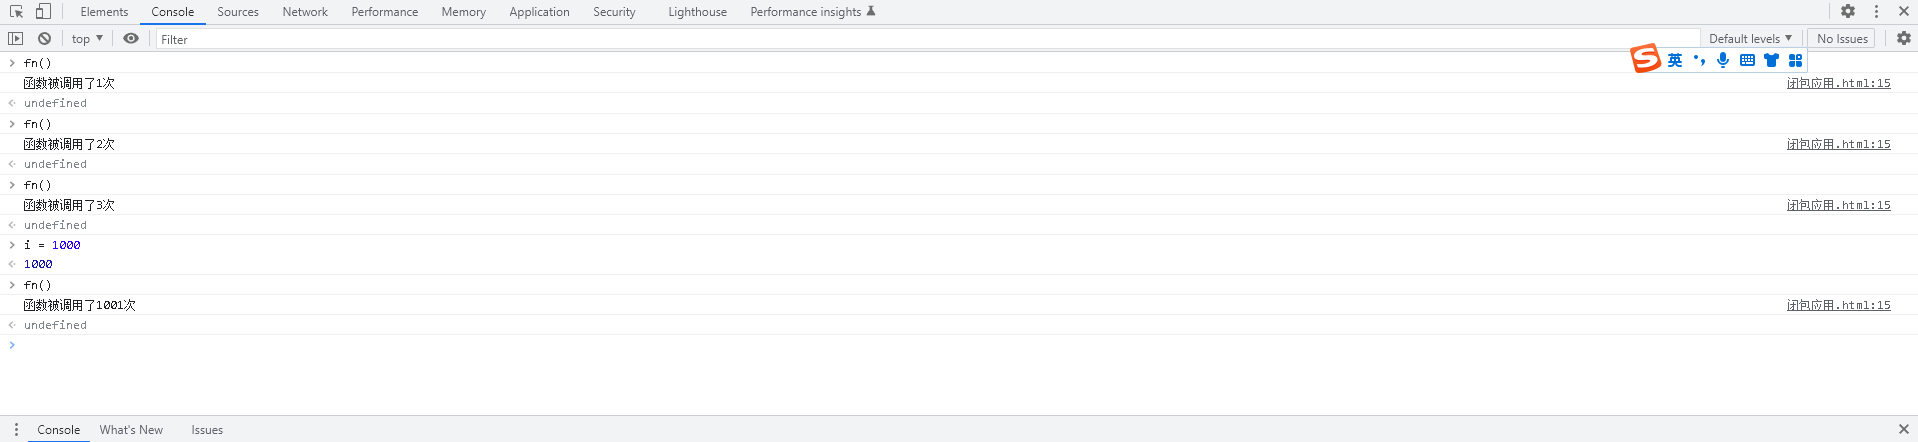 Elements Console Sources Network Performance Memory Application Security Lighthouse Performance insights
top Filter Default levels No Issues
fn()
英
函数被调用了1次 闭包应用.html:15
undefined
fn()
函数被调用了2次 闭包应用.html:15
undefined
fn()
函数被调用了3次 闭包应用.html:15
undefined
i = 1000
1000
fn()
函数被调用了1001次 闭包应用.html:15
undefined
Console What's New Issues